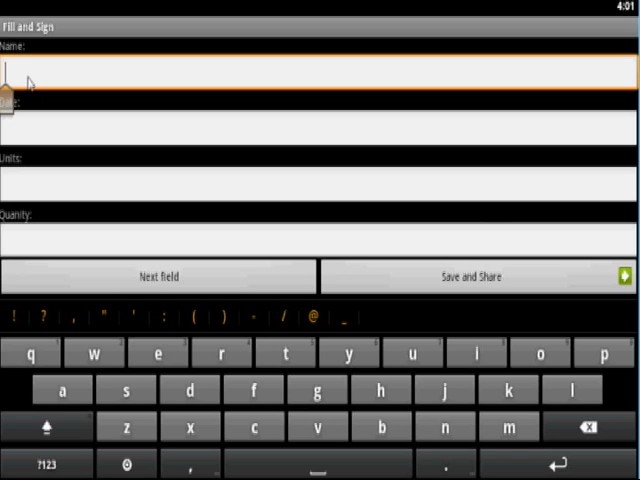 4:01
Fill and Sign
Name:
Units:
Quanity:
Next field
Save and Share
! ? , " ' : ( ) - / @ _
q w e r t y u i o p
a s d f g h j k l
z x c v b n m
?123 , .